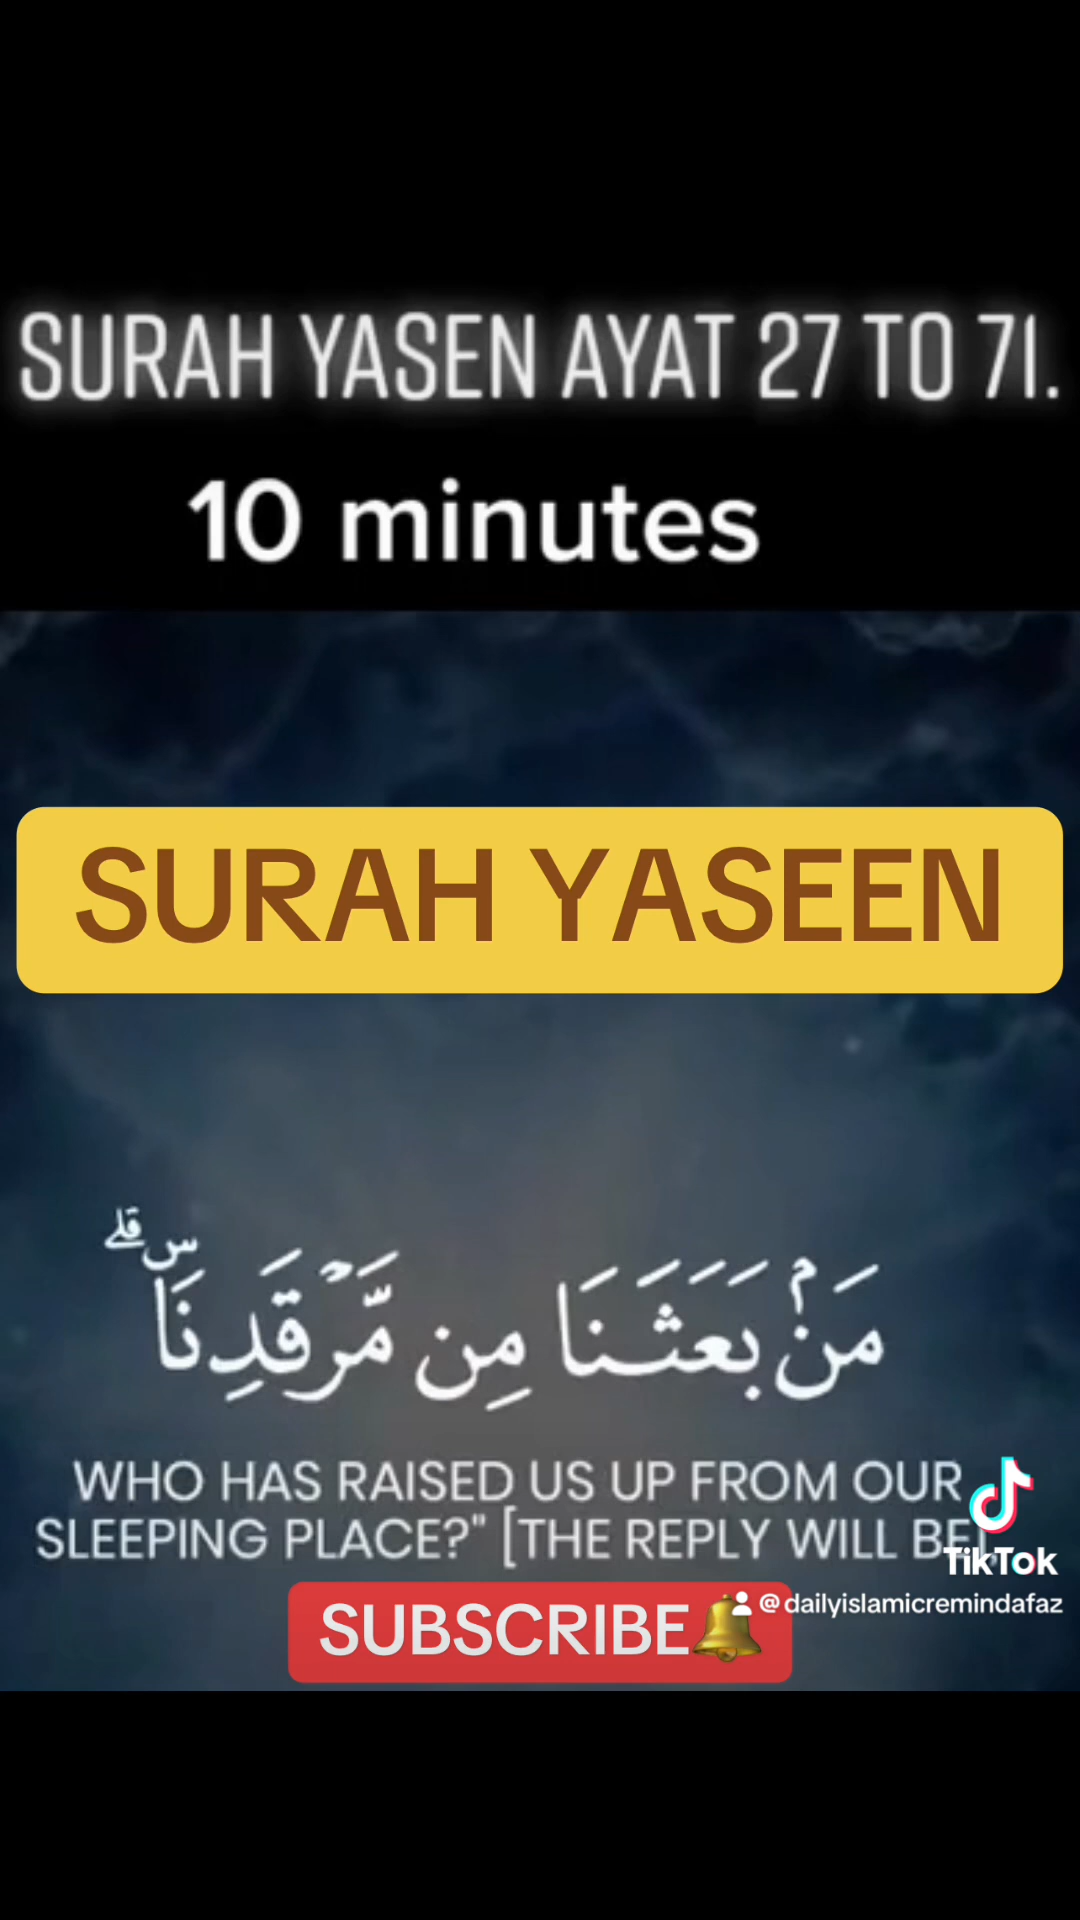 SURAH YASEN AYAT 27 TO 71.
10 minutes
SURAH YASEEN
مَنۢ بَعَثَنَا مِن مَّرۡقَدِنَاۜۗ
WHO HAS RAISED US UP FROM OUR
SLEEPING PLACE?" [THE REPLY WILL BE],
TikTok
SUBSCRIBE🔔
@dailyislamicremindafaz